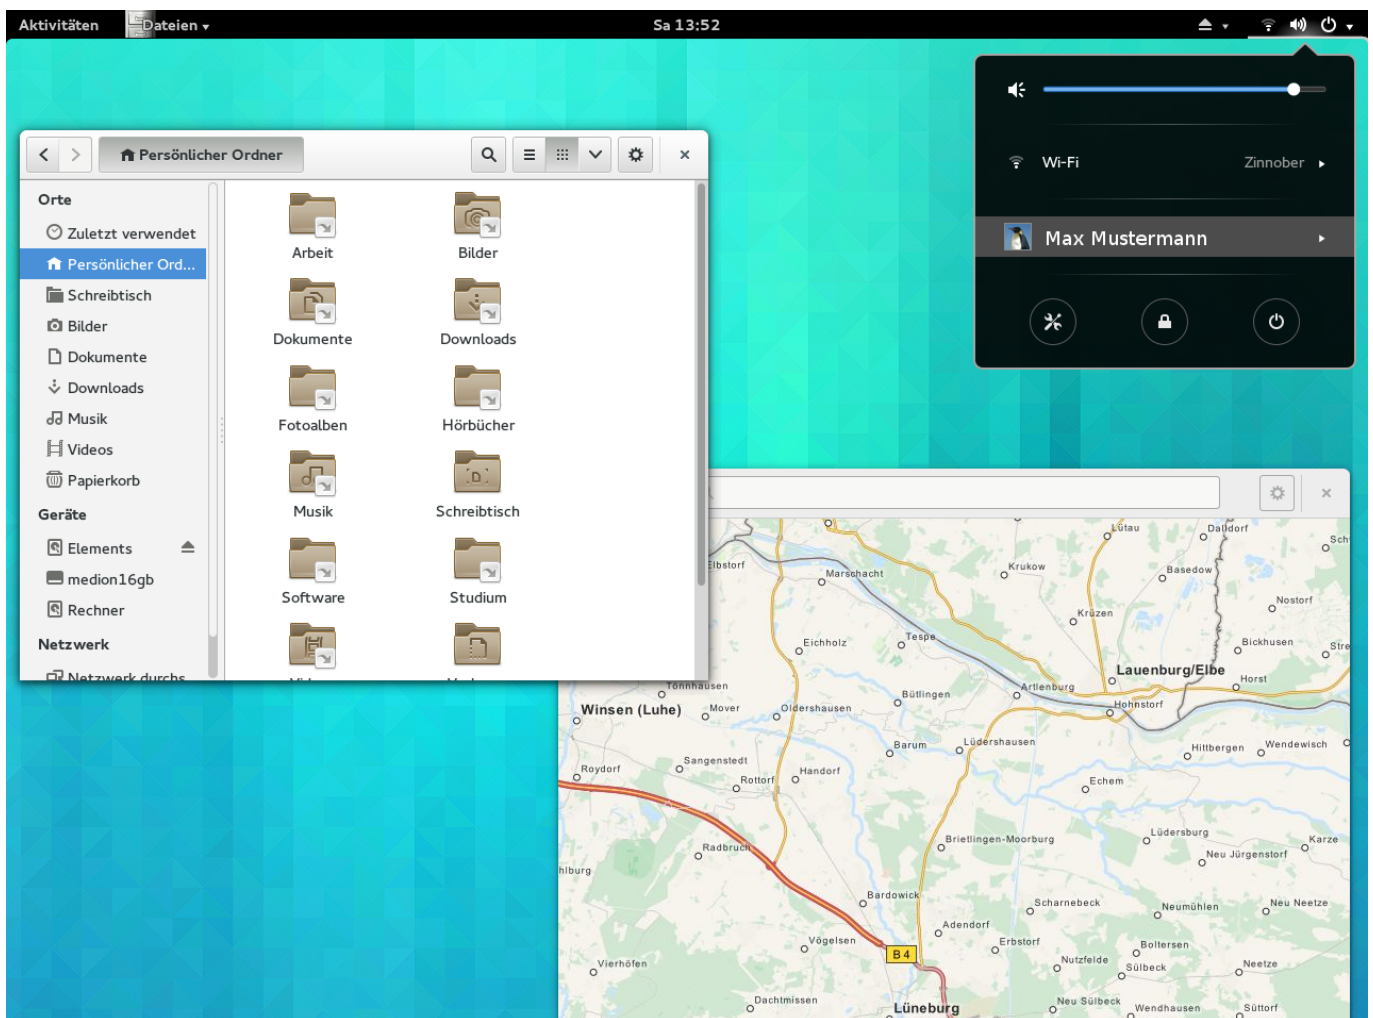 Aktivitäten
Dateien
Sa 13:52
Wi-Fi
Zinnober
Max Mustermann
Persönlicher Ordner
Orte
Zuletzt verwendet
Persönlicher Ord...
Schreibtisch
Bilder
Dokumente
Downloads
Musik
Videos
Papierkorb
Geräte
Elements
medion16gb
Rechner
Netzwerk
Netzwerk durchs
Arbeit
Bilder
Dokumente
Downloads
Fotoalben
Hörbücher
Musik
Schreibtisch
Software
Studium
Lütau
Dalldorf
Sch
Elbstorf
Marschacht
Krukow
Basedow
Nostorf
Krüzen
Eichholz
Tespe
Bickhusen
Stre
Lauenburg/Elbe
Horst
Tönnhausen
Bütlingen
Artlenburg
Winsen (Luhe)
Mover
Oldershausen
Hohnstorf
Barum
Lüdershausen
Hittbergen
Wendewisch
Sangenstedt
Roydorf
Rottorf
Handorf
Echem
Brietlingen-Moorburg
Lüdersburg
Karze
Radbruch
Neu Jürgenstorf
hlburg
Bardowick
Scharnebeck
Neumühlen
Neu Neetze
Adendorf
Vögelsen
Erbstorf
Boltersen
B 4
Nutzfelde
Sülbeck
Neetze
Vierhöfen
Dachtmissen
Lüneburg
Neu Sülbeck
Wendhausen
Süttorf